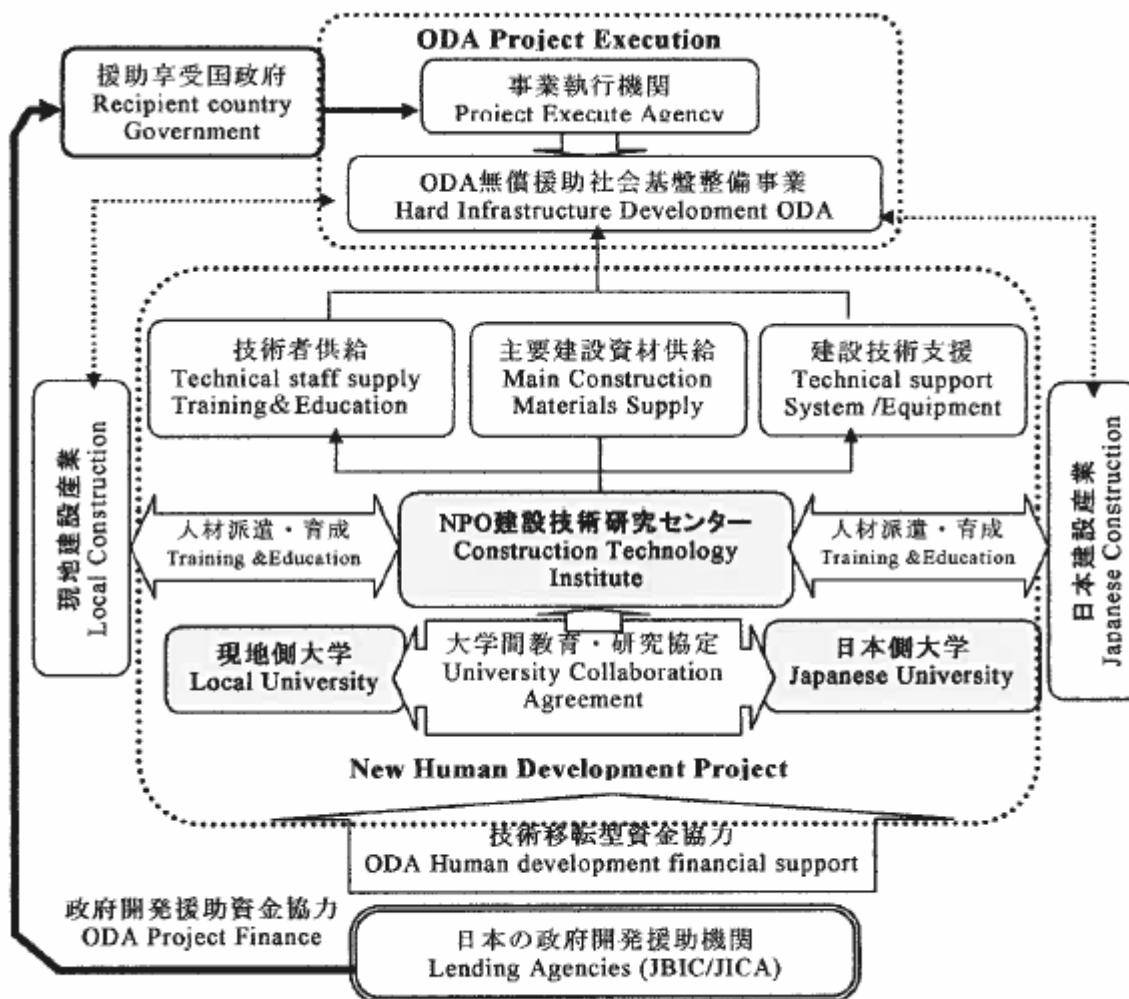 ODA Project Execution
援助享受国政府
Recipient country
Government
事業執行機関
Project Execute Agency
ODA無償援助社会基盤整備事業
Hard Infrastructure Development ODA
技術者供給
Technical staff supply
Training&Education
主要建設資材供給
Main Construction
Materials Supply
建設技術支援
Technical support
System /Equipment
現地建設産業
Local Construction
人材派遣・育成
Training &Education
NPO建設技術研究センター
Construction Technology
Institute
人材派遣・育成
Training &Education
日本建設産業
Japanese Construction
現地側大学
Local University
大学間教育・研究協定
University Collaboration
Agreement
日本側大学
Japanese University
New Human Development Project
技術移転型資金協力
ODA Human development financial support
政府開発援助資金協力
ODA Project Finance
日本の政府開発援助機関
Lending Agencies (JBIC/JICA)